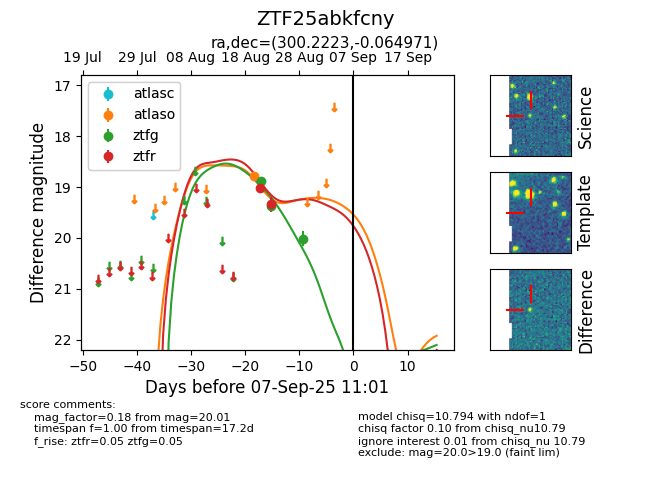 ZTF25abkfcny
ra,dec=(300.2223,-0.064971)
19 Jul 29 Jul 08 Aug 18 Aug 28 Aug 07 Sep 17 Sep
17
18
19
20
21
22
Difference magnitude
atlasc
atlaso
ztfg
ztfr
−50 −40 −30 −20 −10 0 10
Days before 07-Sep-25 11:01
Science
Template
Difference
score comments:
mag_factor=0.18 from mag=20.01
timespan f=1.00 from timespan=17.2d
f_rise: ztfr=0.05 ztfg=0.05
model chisq=10.794 with ndof=1
chisq factor 0.10 from chisq_nu10.79
ignore interest 0.01 from chisq_nu 10.79
exclude: mag=20.0>19.0 (faint lim)